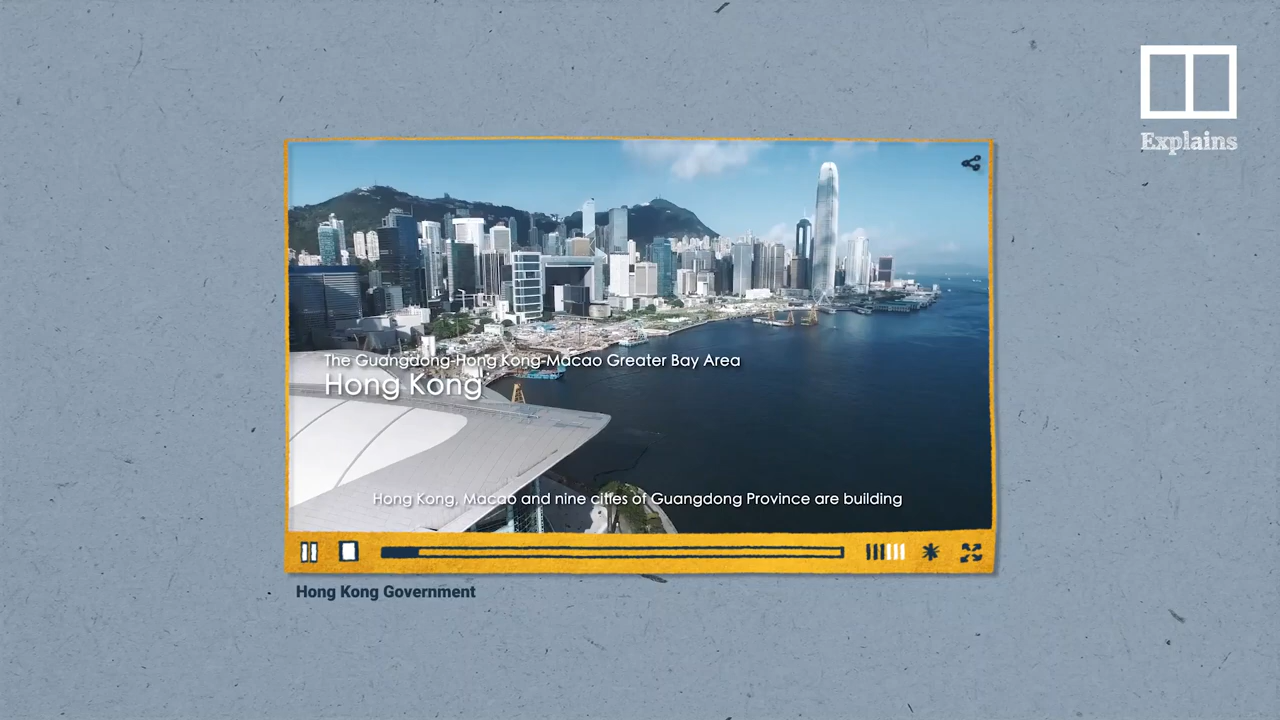 Explains
The Guangdong-Hong Kong-Macao Greater Bay Area
Hong Kong
Hong Kong, Macao and nine cities of Guangdong Province are building
Hong Kong Government